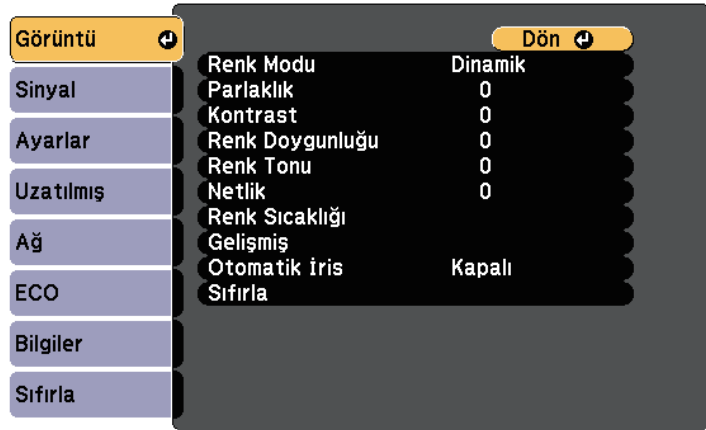 Görüntü
Sinyal
Ayarlar
Uzatılmış
Ağ
ECO
Bilgiler
Sıfırla
Dön
Renk Modu Dinamik
Parlaklık 0
Kontrast 0
Renk Doygunluğu 0
Renk Tonu 0
Netlik 0
Renk Sıcaklığı
Gelişmiş
Otomatik İris Kapalı
Sıfırla